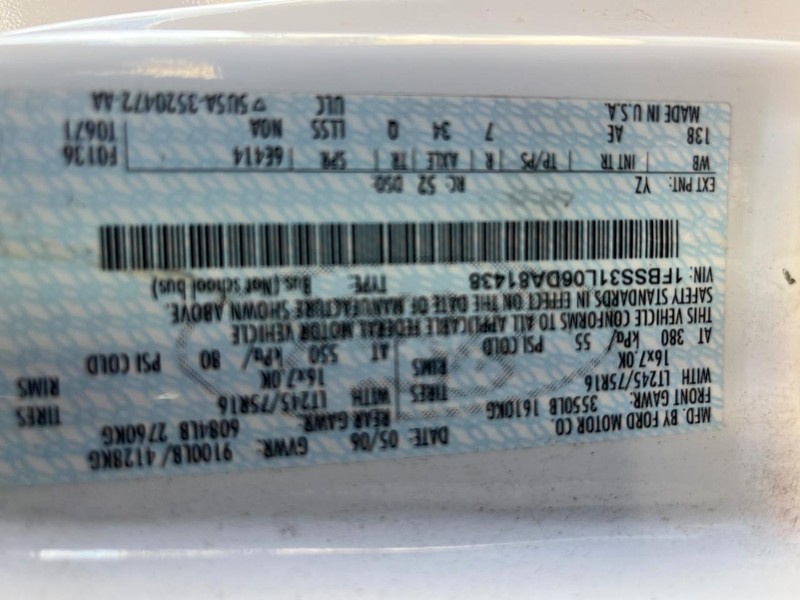 MFD. BY FORD MOTOR CO.
DATE: 05/06 GVWR: 9100LB/ 4128KG
FRONT GAWR: 3550LB 1610KG REAR GAWR: 6084LB 2760KG
WITH LT245/75R16 TIRES WITH LT245/75R16 TIRES
16x7.0K RIMS 16x7.0K RIMS
AT 380 kPa/ 55 PSI COLD AT 550 kPa/ 80 PSI COLD
THIS VEHICLE CONFORMS TO ALL APPLICABLE FEDERAL MOTOR VEHICLE
SAFETY STANDARDS IN EFFECT ON THE DATE OF MANUFACTURE SHOWN ABOVE.
VIN: 1FBSS31L06DA81438 TYPE: Bus.(Not school bus)
EXT PNT: YZ RC: 52 DSO:
WB INT TR TP/PS R AXLE TR SPR 6E414 F0136
138 AE 7 34 Q LLSS NOA T0671
MADE IN U.S.A. ULC 5U5A-3520472-AA